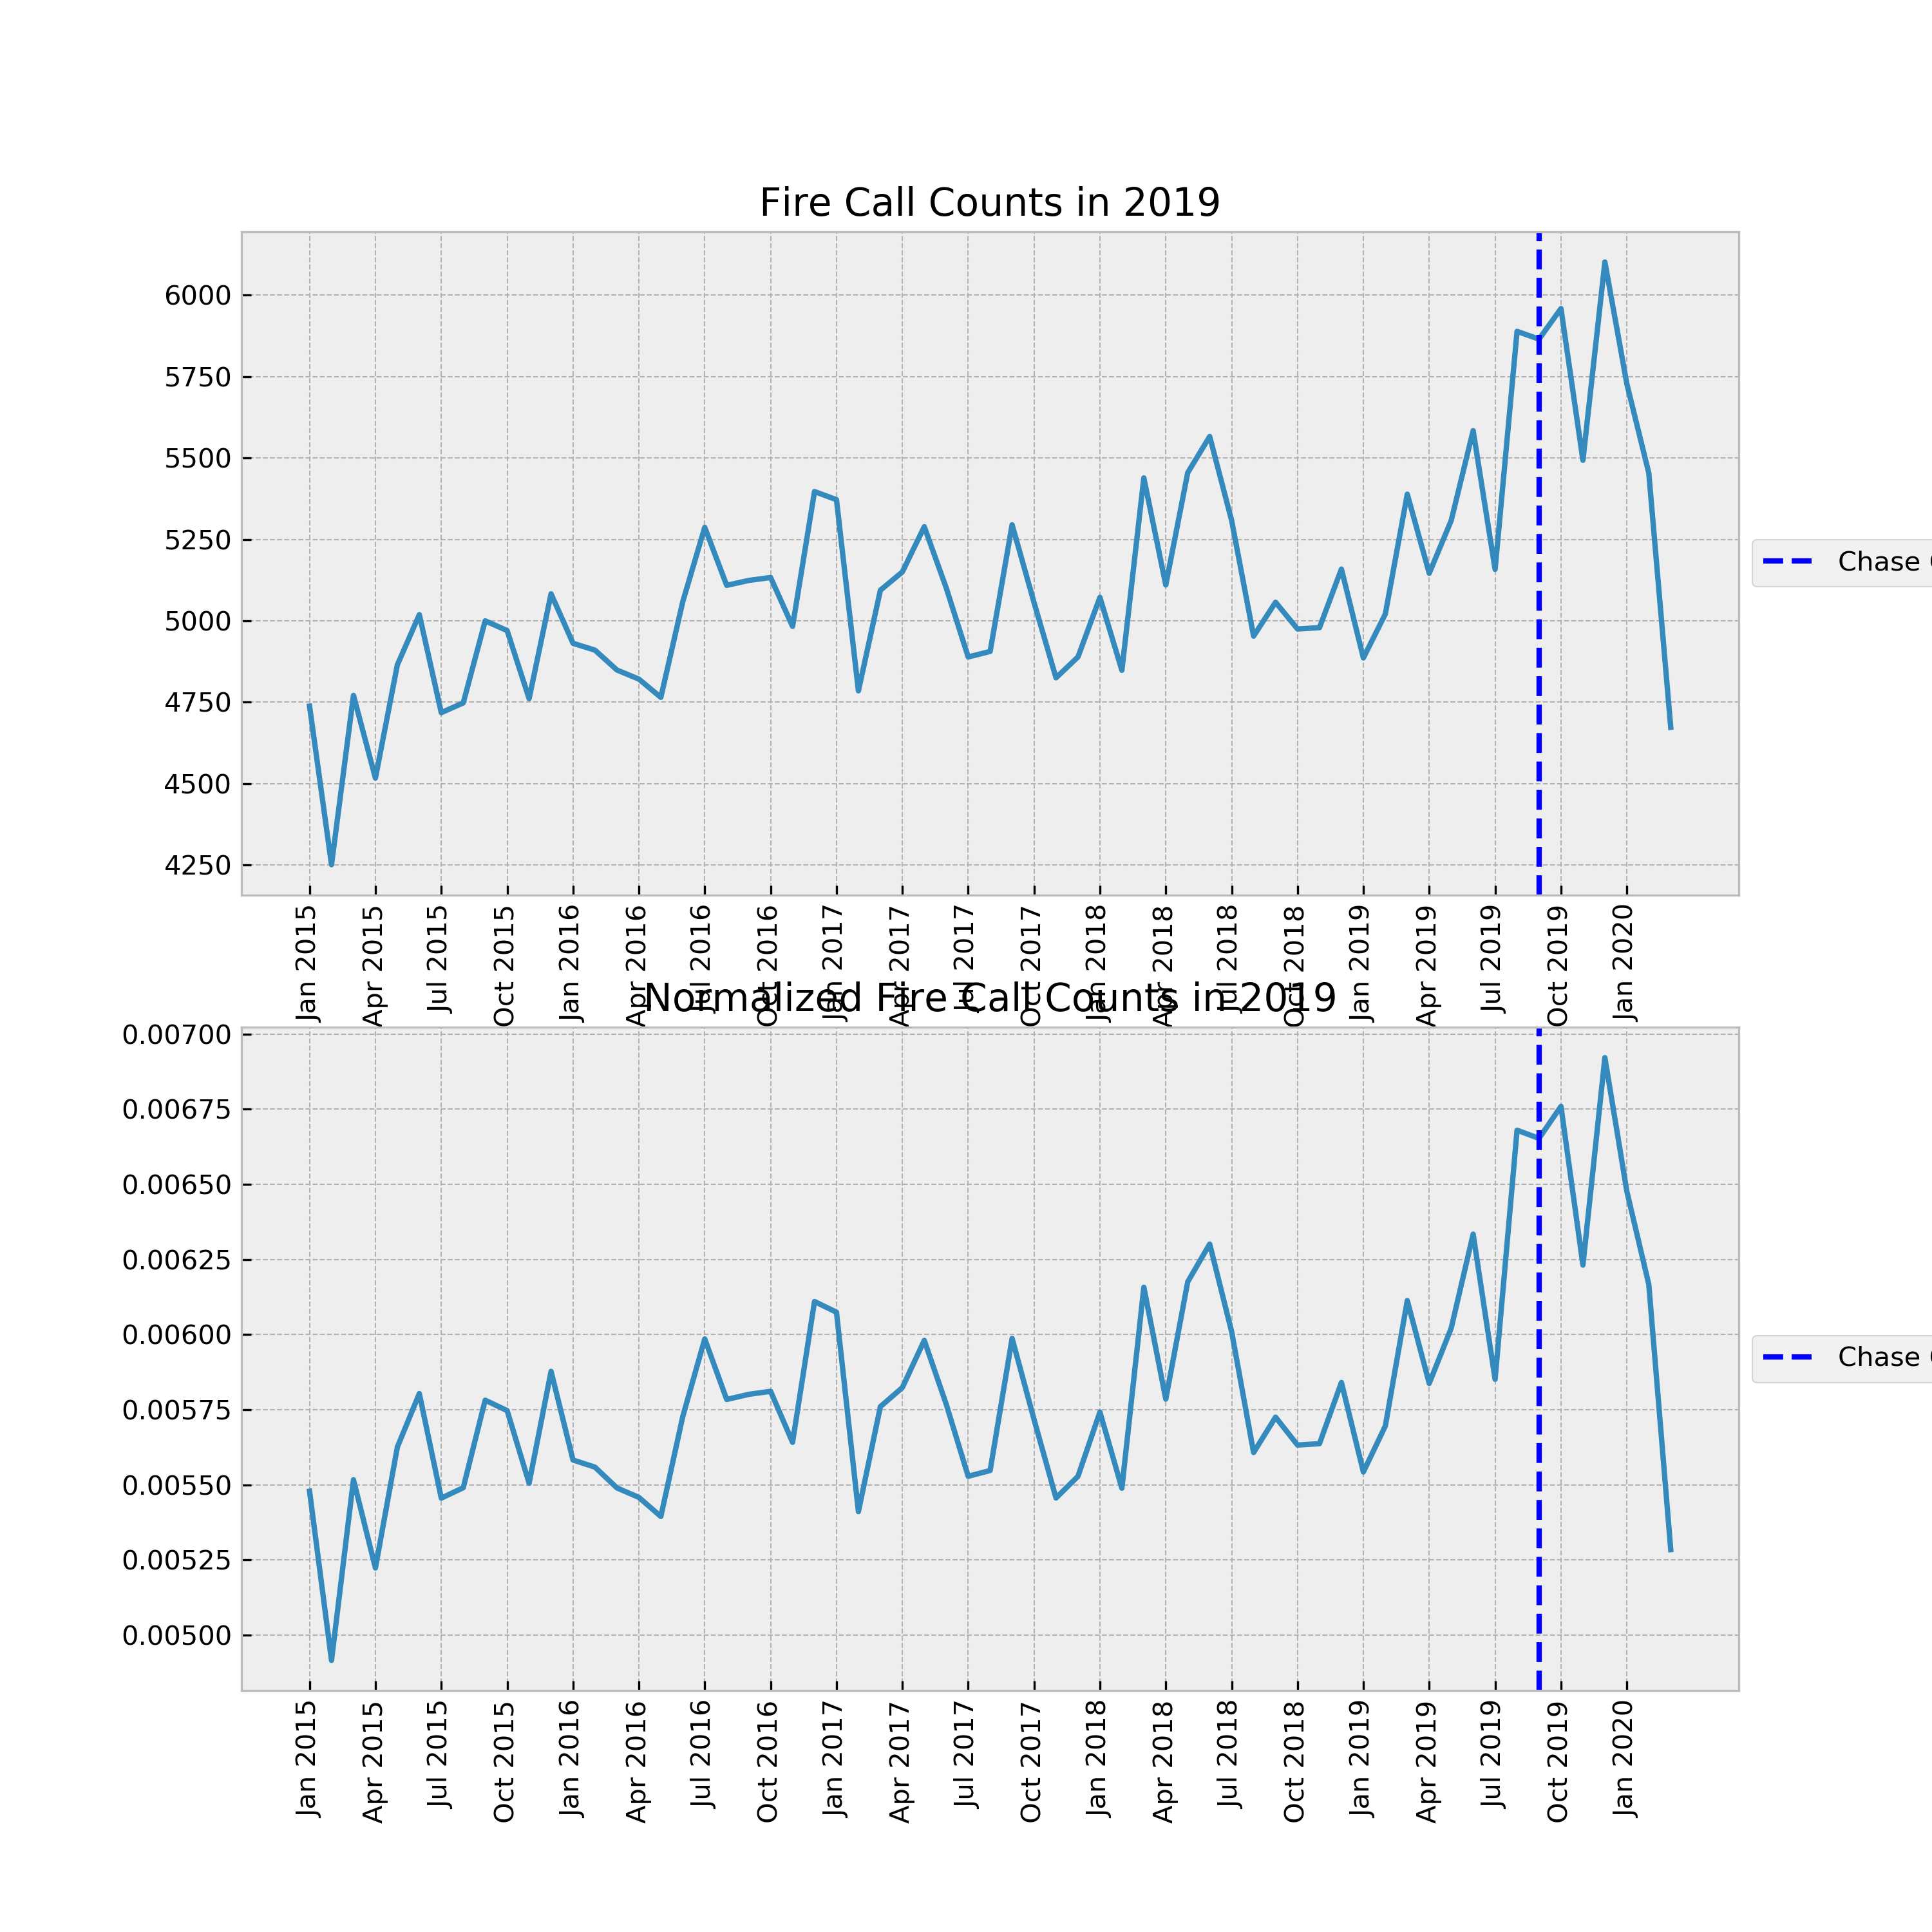 Fire Call Counts in 2019
6000
5750
5500
5250
5000
4750
4500
4250
Chase
Jan 2015
Apr 2015
Jul 2015
Oct 2015
Jan 2016
Apr 2016
Jul 2016
Oct 2016
Jan 2017
Apr 2017
Jul 2017
Oct 2017
Jan 2018
Apr 2018
Jul 2018
Oct 2018
Jan 2019
Apr 2019
Jul 2019
Oct 2019
Jan 2020
Normalized Fire Call Counts in 2019
0.00700
0.00675
0.00650
0.00625
0.00600
0.00575
0.00550
0.00525
0.00500
Chase
Jan 2015
Apr 2015
Jul 2015
Oct 2015
Jan 2016
Apr 2016
Jul 2016
Oct 2016
Jan 2017
Apr 2017
Jul 2017
Oct 2017
Jan 2018
Apr 2018
Jul 2018
Oct 2018
Jan 2019
Apr 2019
Jul 2019
Oct 2019
Jan 2020